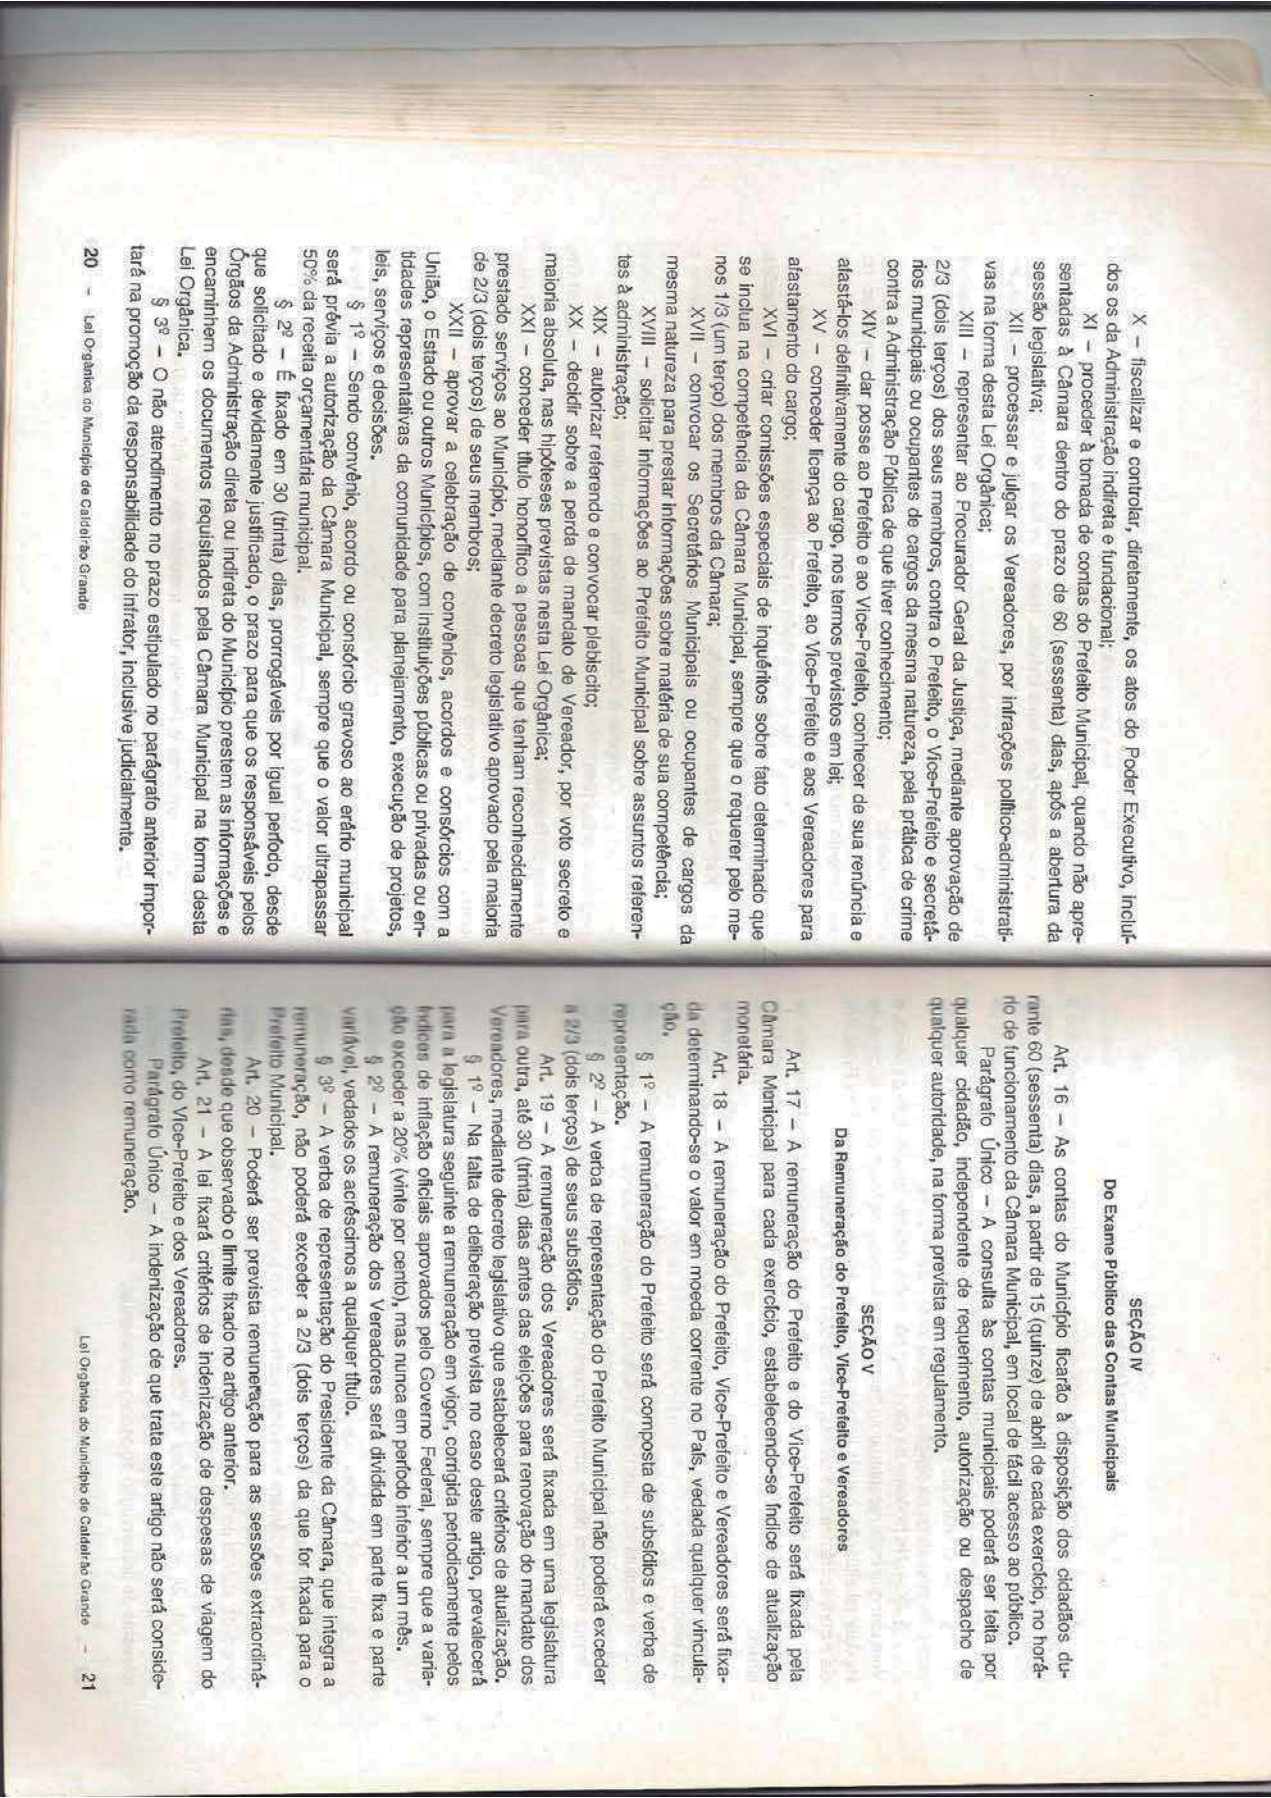 X – fiscalizar e controlar, diretamente, os atos do Poder Executivo, incluí-
dos os da Administração indireta e fundacional;
XI – proceder à tomada de contas do Prefeito Municipal, quando não apre-
sentadas à Câmara dentro do prazo de 60 (sessenta) dias, após a abertura da
sessão legislativa;
XII – processar e julgar os Vereadores, por infrações político-administrati-
vas na forma desta Lei Orgânica;
XIII – representar ao Procurador Geral da Justiça, mediante aprovação de
2/3 (dois terços) dos seus membros, contra o Prefeito, o Vice-Prefeito e secretá-
rios municipais ou ocupantes de cargos da mesma natureza, pela prática de crime
contra a Administração Pública de que tiver conhecimento;
XIV – dar posse ao Prefeito e ao Vice-Prefeito, conhecer de sua renúncia e
afastá-los definitivamente do cargo, nos termos previstos em lei;
XV – conceder licença ao Prefeito, ao Vice-Prefeito e aos Vereadores para
afastamento do cargo;
XVI – criar comissões especiais de inquéritos sobre fato determinado que
se inclua na competência da Câmara Municipal, sempre que o requerer pelo me-
nos 1/3 (um terço) dos membros da Câmara;
XVII – convocar os Secretários Municipais ou ocupantes de cargos da
mesma natureza para prestar informações sobre matéria de sua competência;
XVIII – solicitar informações ao Prefeito Municipal sobre assuntos referen-
tes à administração;
XIX – autorizar referendo e convocar plebiscito;
XX – decidir sobre a perda de mandato de Vereador, por voto secreto e
maioria absoluta, nas hipóteses previstas nesta Lei Orgânica;
XXI – conceder título honorífico a pessoas que tenham reconhecidamente
prestado serviços ao Município, mediante decreto legislativo aprovado pela maioria
de 2/3 (dois terços) de seus membros;
XXII – aprovar a celebração de convênios, acordos e consórcios com a
União, o Estado ou outros Municípios, com instituições públicas ou privadas ou en-
tidades representativas da comunidade para planejamento, execução de projetos,
leis, serviços e decisões.
§ 1º – Sendo convênio, acordo ou consórcio gravoso ao erário municipal
será prévia a autorização da Câmara Municipal, sempre que o valor ultrapassar
50% da receita orçamentária municipal.
§ 2º – É fixado em 30 (trinta) dias, prorrogáveis por igual período, desde
que solicitado e devidamente justificado, o prazo para que os responsáveis pelos
Órgãos da Administração direta ou indireta do Município prestem as informações e
encaminhem os documentos requisitados pela Câmara Municipal na forma desta
Lei Orgânica.
§ 3º – O não atendimento no prazo estipulado no parágrafo anterior impor-
tará na promoção da responsabilidade do infrator, inclusive judicialmente.
20 – Lei Orgânica do Município de Caldeirão Grande
SEÇÃO IV
Do Exame Público das Contas Municipais
Art. 16 – As contas do Município ficarão à disposição dos cidadãos du-
rante 60 (sessenta) dias, a partir de 15 (quinze) de abril de cada exercício, no horá-
rio de funcionamento da Câmara Municipal, em local de fácil acesso ao público.
Parágrafo Único – A consulta às contas municipais poderá ser feita por
qualquer cidadão, independente de requerimento, autorização ou despacho de
qualquer autoridade, na forma prevista em regulamento.
SEÇÃO V
Da Remuneração do Prefeito, Vice-Prefeito e Vereadores
Art. 17 – A remuneração do Prefeito e do Vice-Prefeito será fixada pela
Câmara Municipal para cada exercício, estabelecendo-se índice de atualização
monetária.
Art. 18 – A remuneração do Prefeito, Vice-Prefeito e Vereadores será fixa-
da determinando-se o valor em moeda corrente no País, vedada qualquer vincula-
ção.
§ 1º – A remuneração do Prefeito será composta de subsídios e verba de
representação.
§ 2º – A verba de representação do Prefeito Municipal não poderá exceder
a 2/3 (dois terços) de seus subsídios.
Art. 19 – A remuneração dos Vereadores será fixada em uma legislatura
para outra, até 30 (trinta) dias antes das eleições para renovação do mandato dos
Vereadores, mediante decreto legislativo que estabelecerá critérios de atualização.
§ 1º – Na falta de deliberação prevista no caso deste artigo, prevalecerá
para a legislatura seguinte a remuneração em vigor, corrigida periodicamente pelos
índices de inflação oficiais aprovados pelo Governo Federal, sempre que a varia-
ção exceder a 20% (vinte por cento), mas nunca em período inferior a um mês.
§ 2º – A remuneração dos Vereadores será dividida em parte fixa e parte
variável, vedados os acréscimos a qualquer título.
§ 3º – A verba de representação do Presidente da Câmara, que integra a
remuneração, não poderá exceder a 2/3 (dois terços) da que for fixada para o
Prefeito Municipal.
Art. 20 – Poderá ser prevista remuneração para as sessões extraordiná-
rias, desde que observado o limite fixado no artigo anterior.
Art. 21 – A lei fixará critérios de indenização de despesas de viagem do
Prefeito, do Vice-Prefeito e dos Vereadores.
Parágrafo Único – A indenização de que trata este artigo não será conside-
rada como remuneração.
Lei Orgânica do Município de Caldeirão Grande – 21